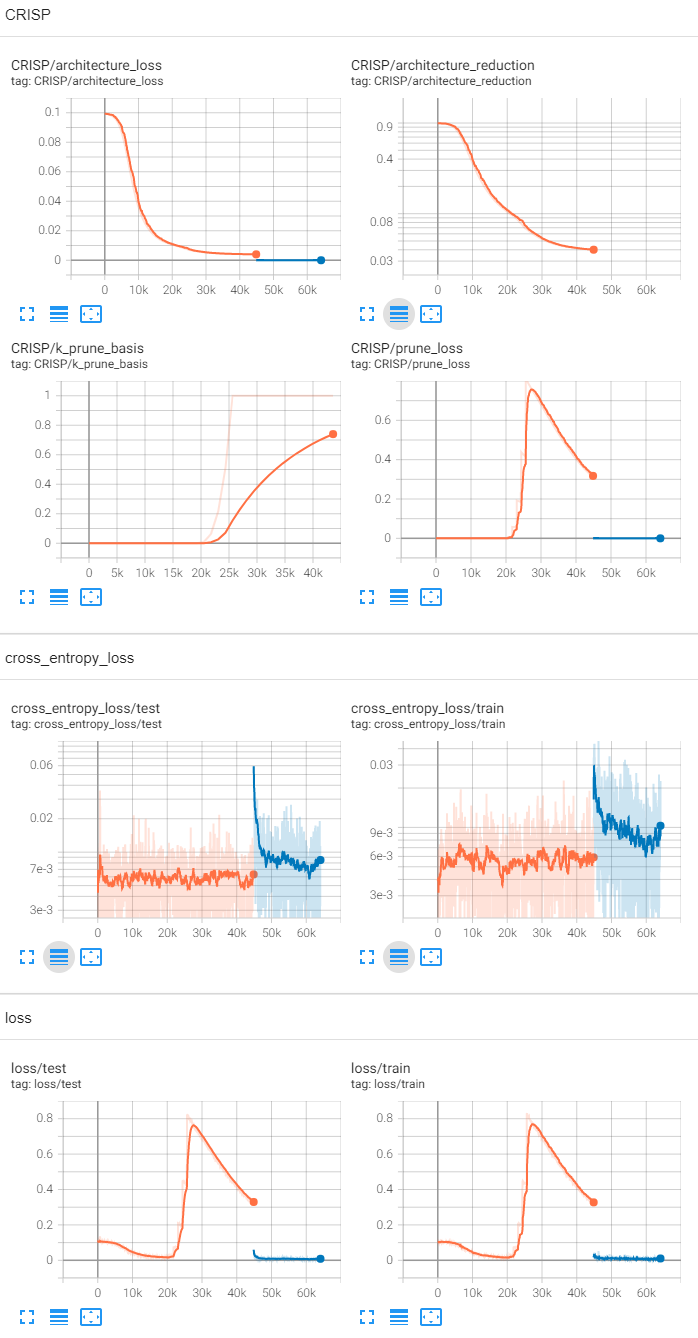 CRISP
CRISP/architecture_loss
tag: CRISP/architecture_loss
0.1
0.08
0.06
0.04
0.02
0
0 10k 20k 30k 40k 50k 60k
CRISP/architecture_reduction
tag: CRISP/architecture_reduction
0.9
0.4
0.08
0.03
0 10k 20k 30k 40k 50k 60k
CRISP/k_prune_basis
tag: CRISP/k_prune_basis
1
0.8
0.6
0.4
0.2
0
0 5k 10k 15k 20k 25k 30k 35k 40k
CRISP/prune_loss
tag: CRISP/prune_loss
0.6
0.4
0.2
0
0 10k 20k 30k 40k 50k 60k
cross_entropy_loss
cross_entropy_loss/test
tag: cross_entropy_loss/test
0.06
0.02
7e-3
3e-3
0 10k 20k 30k 40k 50k 60k
cross_entropy_loss/train
tag: cross_entropy_loss/train
0.03
9e-3
6e-3
3e-3
0 10k 20k 30k 40k 50k 60k
loss
loss/test
tag: loss/test
0.8
0.6
0.4
0.2
0
0 10k 20k 30k 40k 50k 60k
loss/train
tag: loss/train
0.8
0.6
0.4
0.2
0
0 10k 20k 30k 40k 50k 60k